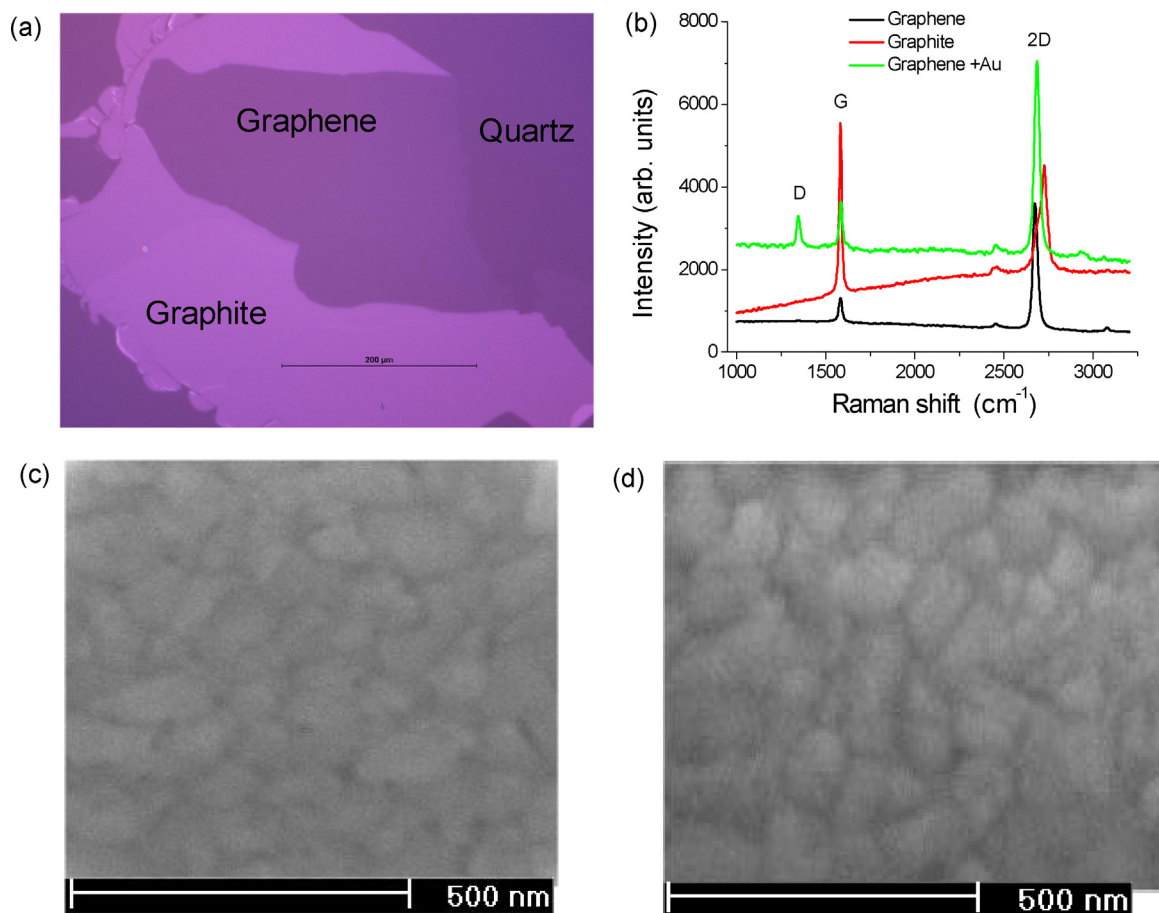 (a)
Graphene
Quartz
Graphite
200 µm
(b)
Graphene
Graphite
Graphene +Au
2D
G
D
8000
6000
4000
2000
0
1000
1500
2000
2500
3000
Intensity (arb. units)
Raman shift (cm⁻¹)
(c)
500 nm
(d)
500 nm